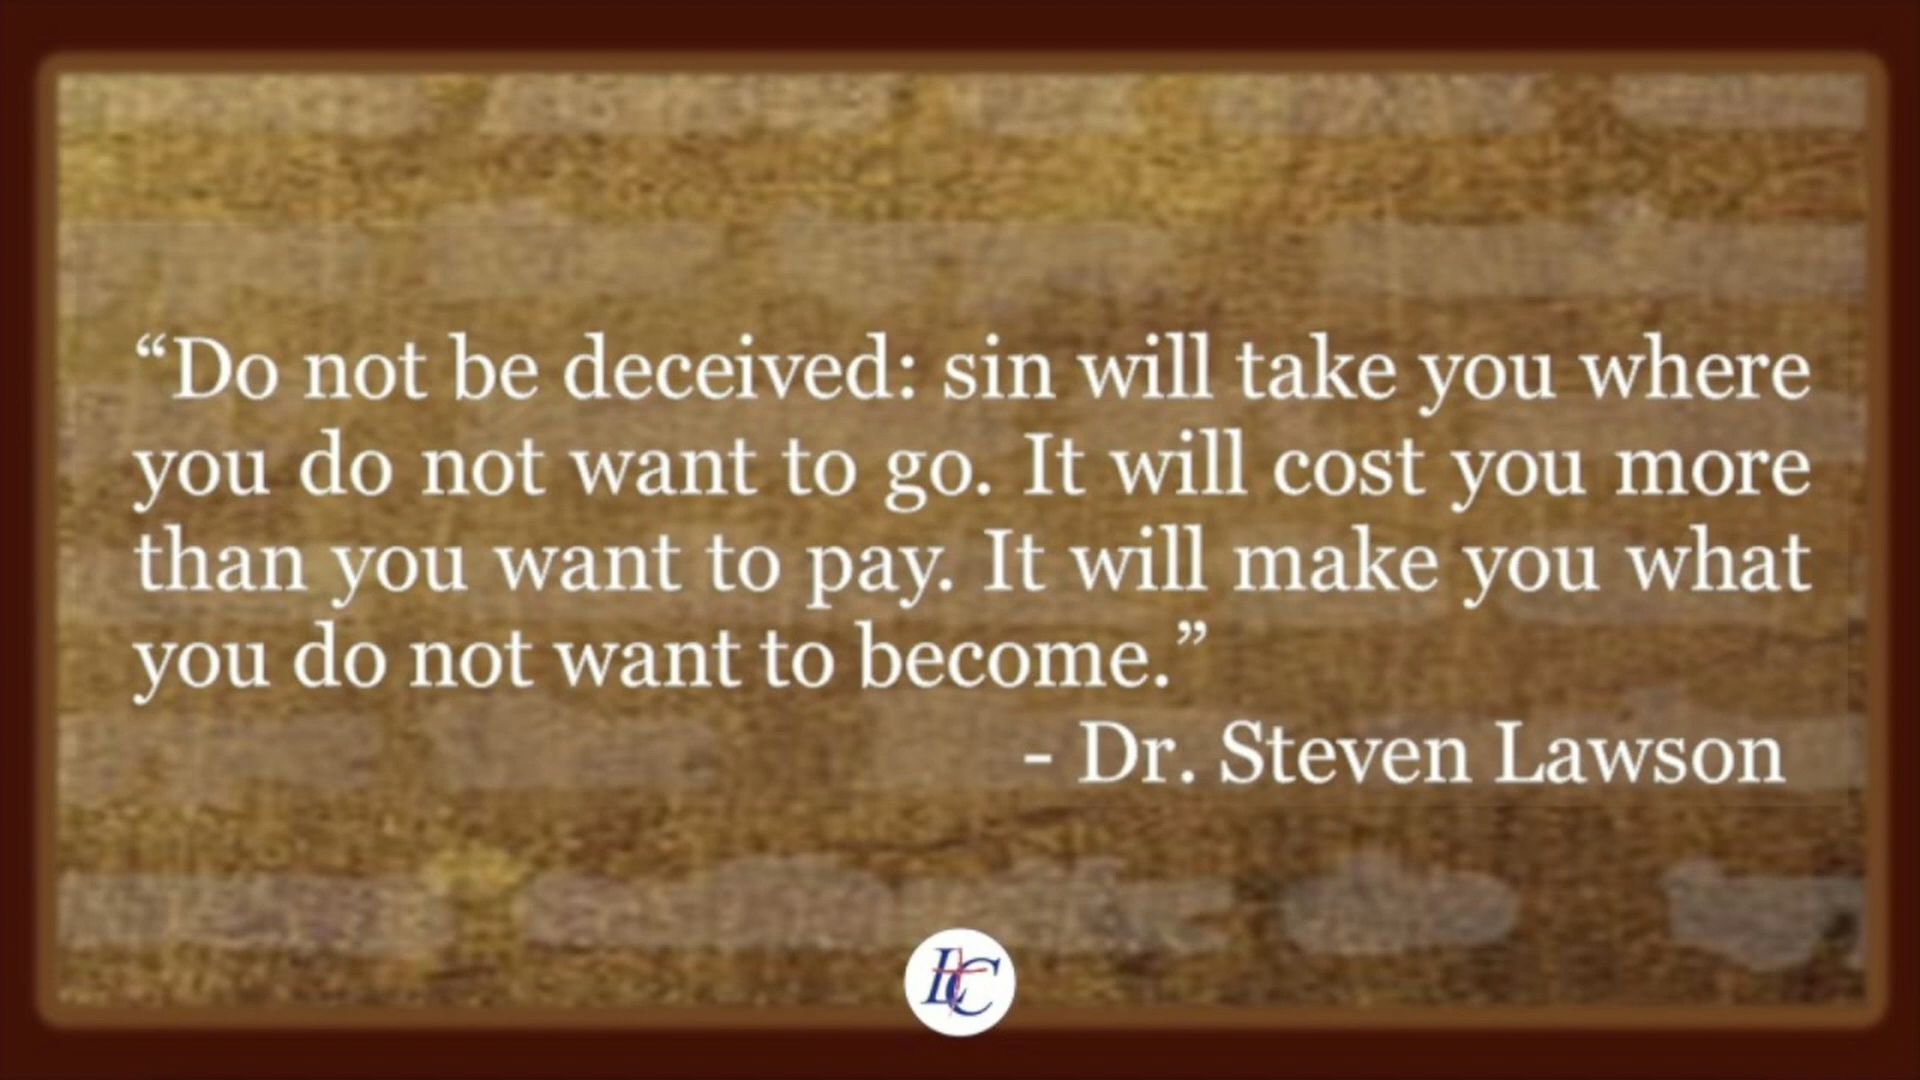 “Do not be deceived: sin will take you where
you do not want to go. It will cost you more
than you want to pay. It will make you what
you do not want to become.”
- Dr. Steven Lawson
LC